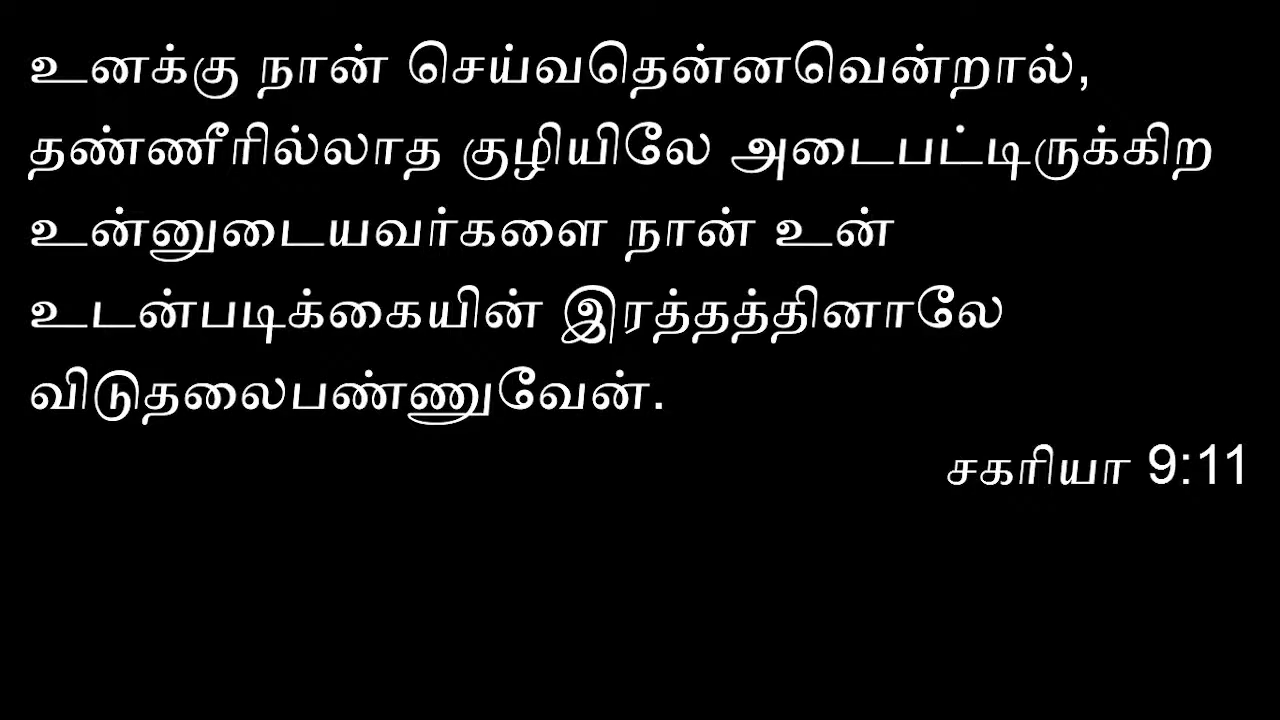 உனக்கு நான் செய்வதென்னவென்றால்,
தண்ணீரில்லாத குழியிலே அடைபட்டிருக்கிற
உன்னுடையவர்களை நான் உன்
உடன்படிக்கையின் இரத்தத்தினாலே
விடுதலைபண்ணுவேன்.
சகரியா 9:11